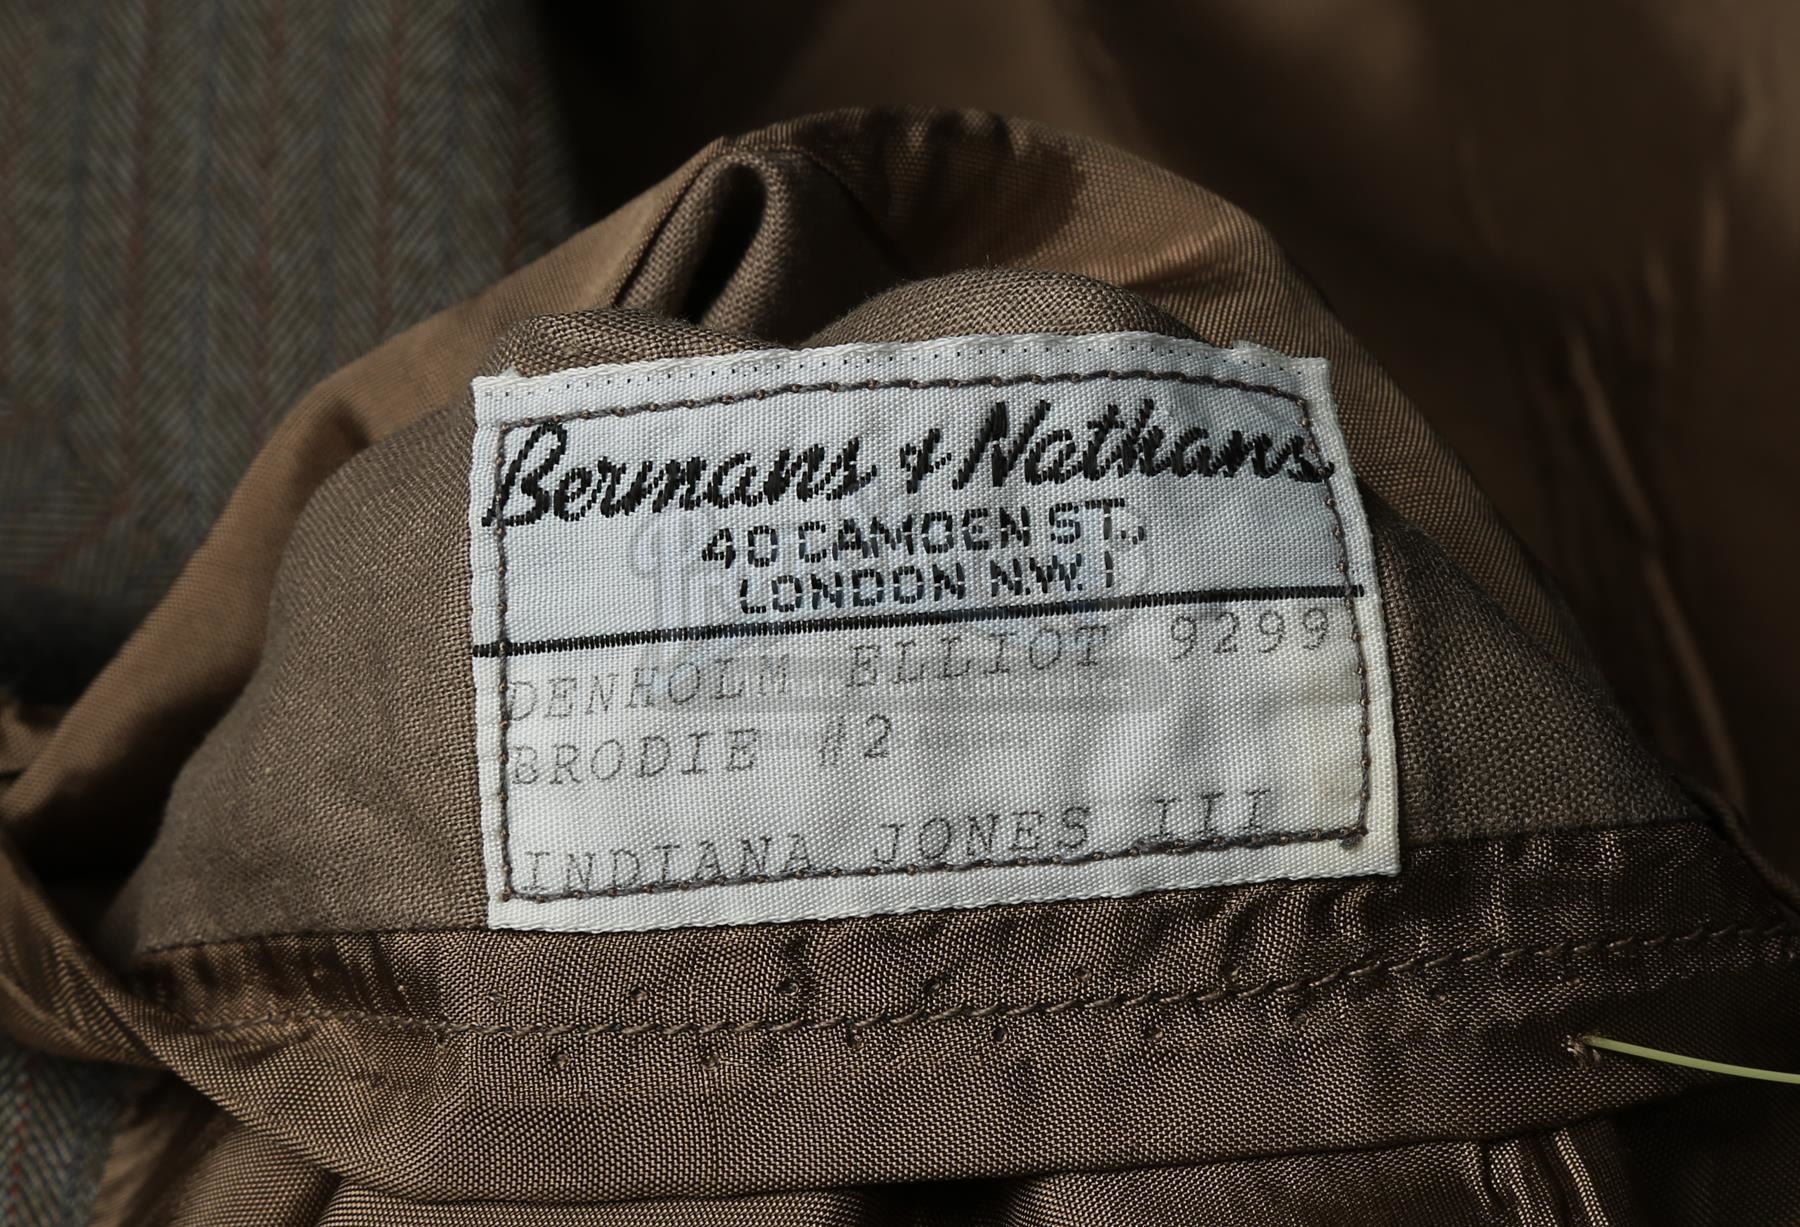 Bermans & Nathans
40 CAMDEN ST.,
LONDON N.W.1
DENHOLM ELLIOT 9299
BRODIE #2
INDIANA JONES III